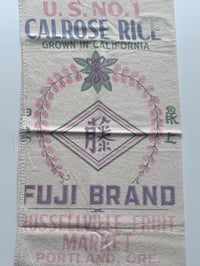 U.S. NO. 1
CALROSE RICE
GROWN IN CALIFORNIA
藤
FUJI BRAND
RUSSELLVILLE FRUIT
MARKET
PORTLAND, ORE.